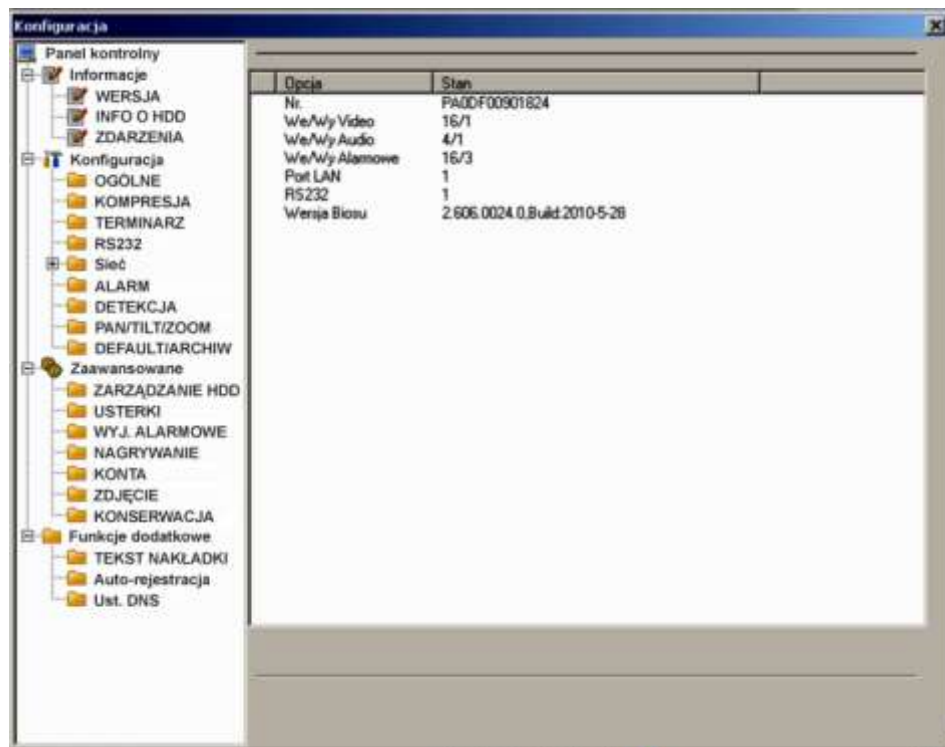 Konfiguracja
Panel kontrolny
Informacje
WERSJA
INFO O HDD
ZDARZENIA
Konfiguracja
OGÓLNE
KOMPRESJA
TERMINARZ
RS232
Sieć
ALARM
DETEKCJA
PAN/TILT/ZOOM
DEFAULT/ARCHIW
Zaawansowane
ZARZĄDZANIE HDD
USTERKI
WYJ. ALARMOWE
NAGRYWANIE
KONTA
ZDJĘCIE
KONSERWACJA
Funkcje dodatkowe
TEKST NAKŁADKI
Auto-rejestracja
Ust. DNS
Opcja Stan
Nr. PA0DF00901824
We/Wy Video 16/1
We/Wy Audio 4/1
We/Wy Alarmowe 16/3
Port LAN 1
RS232 1
Wersja Biosu 2.606.0024.0,Build:2010-5-28